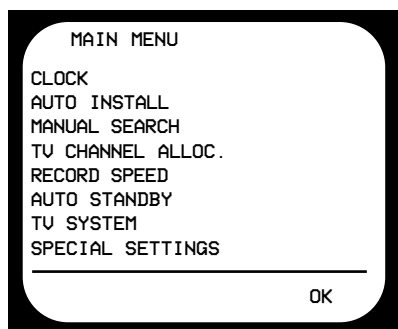 MAIN MENU
CLOCK
AUTO INSTALL
MANUAL SEARCH
TV CHANNEL ALLOC.
RECORD SPEED
AUTO STANDBY
TV SYSTEM
SPECIAL SETTINGS
OK